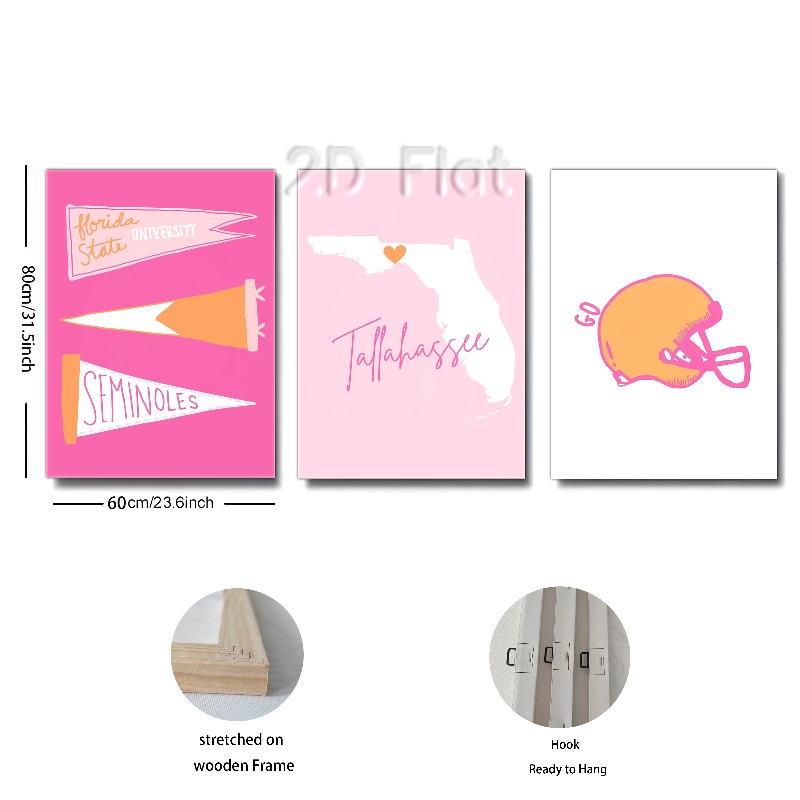 2D Flat
florida
State UNIVERSITY
SEMINOLES
Tallahassee
GO
80cm/31.5inch
60cm/23.6inch
stretched on
wooden Frame
Hook
Ready to Hang